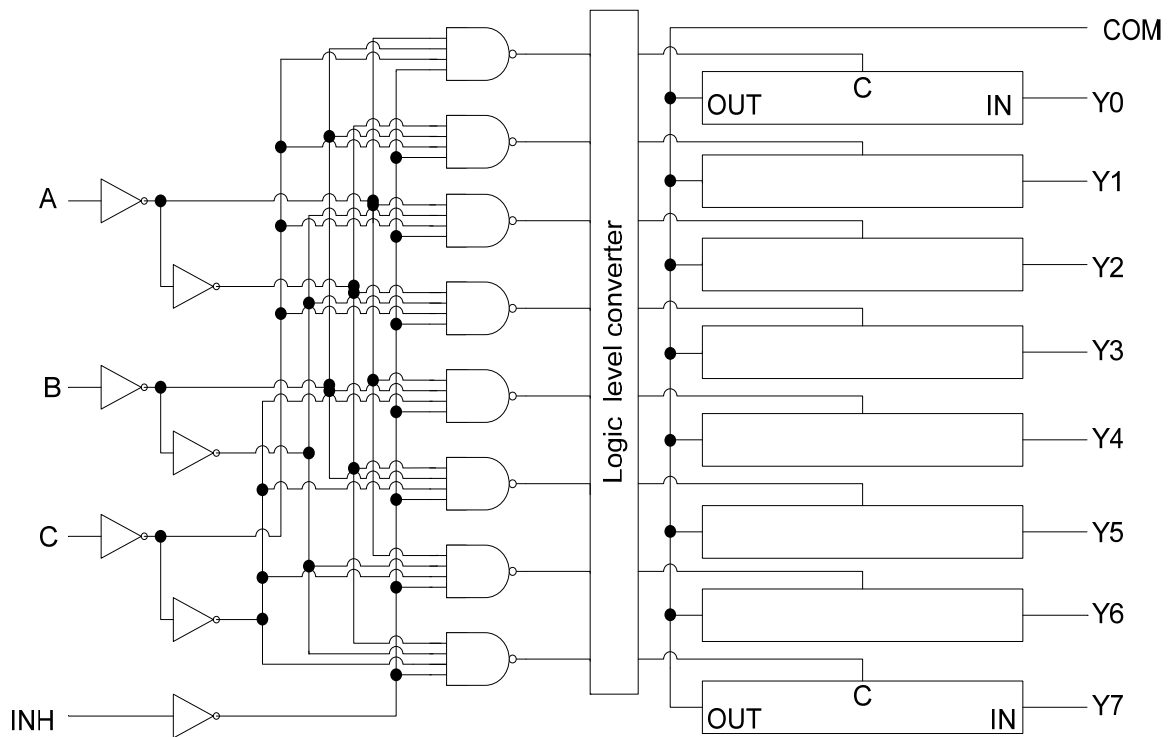 COM
C
OUT
IN
Y0
Y1
A
Y2
Logic level converter
Y3
B
Y4
Y5
C
Y6
C
OUT
IN
Y7
INH